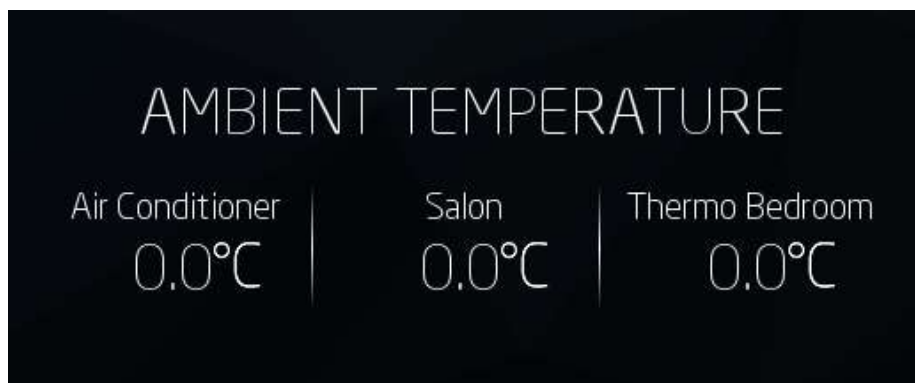 AMBIENT TEMPERATURE
Air Conditioner Salon Thermo Bedroom
0.0°C 0.0°C 0.0°C